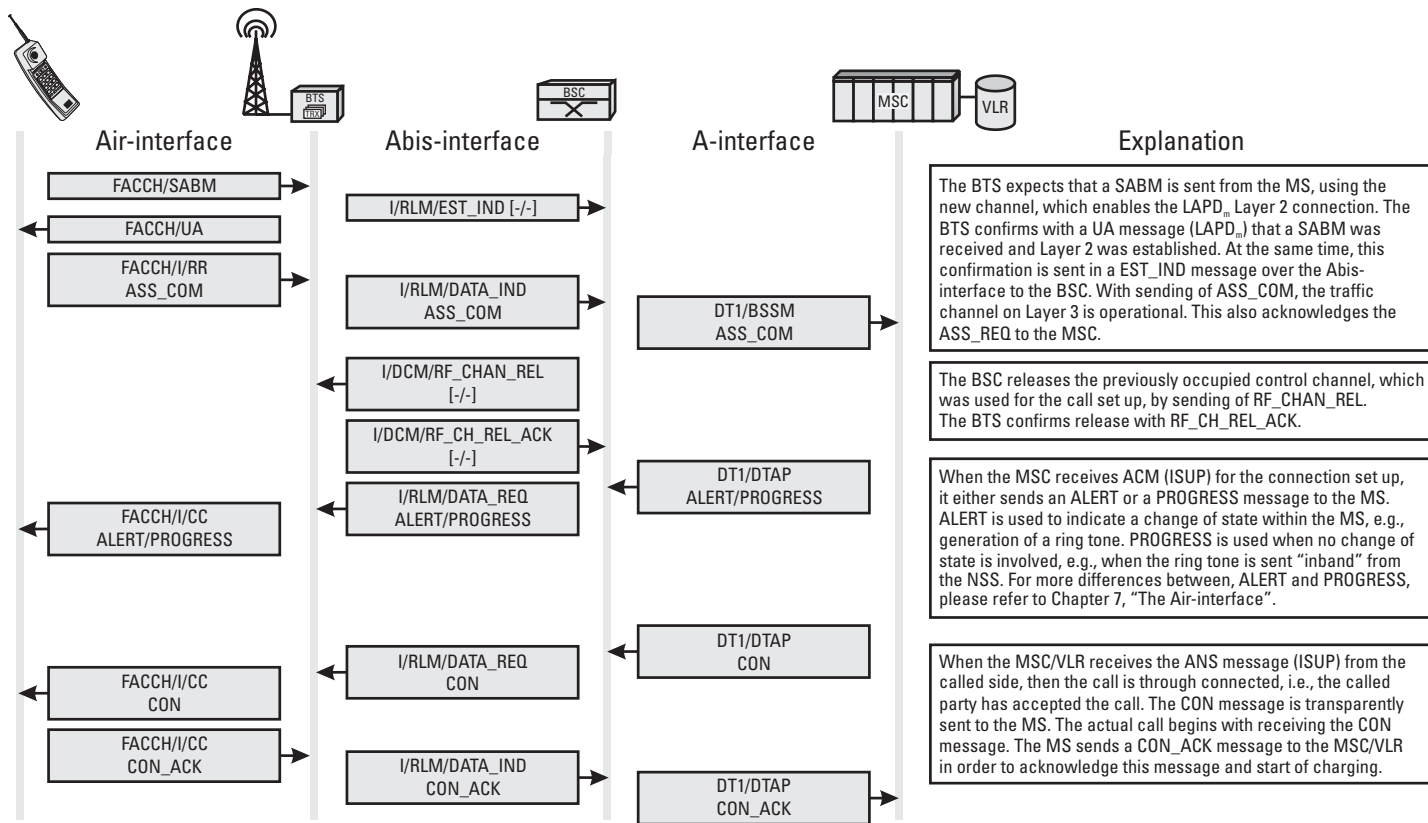 BTS
TRX
BSC
MSC
VLR
Air-interface
Abis-interface
A-interface
Explanation
FACCH/SABM
I/RLM/EST_IND [-/-]
FACCH/UA
FACCH/I/RR
ASS_COM
I/RLM/DATA_IND
ASS_COM
DT1/BSSM
ASS_COM
The BTS expects that a SABM is sent from the MS, using the
new channel, which enables the LAPDm Layer 2 connection. The
BTS confirms with a UA message (LAPDm) that a SABM was
received and Layer 2 was established. At the same time, this
confirmation is sent in a EST_IND message over the Abis-
interface to the BSC. With sending of ASS_COM, the traffic
channel on Layer 3 is operational. This also acknowledges the
ASS_REQ to the MSC.
I/DCM/RF_CHAN_REL
[-/-]
I/DCM/RF_CH_REL_ACK
[-/-]
The BSC releases the previously occupied control channel, which
was used for the call set up, by sending of RF_CHAN_REL.
The BTS confirms release with RF_CH_REL_ACK.
DT1/DTAP
ALERT/PROGRESS
I/RLM/DATA_REQ
ALERT/PROGRESS
FACCH/I/CC
ALERT/PROGRESS
When the MSC receives ACM (ISUP) for the connection set up,
it either sends an ALERT or a PROGRESS message to the MS.
ALERT is used to indicate a change of state within the MS, e.g.,
generation of a ring tone. PROGRESS is used when no change of
state is involved, e.g., when the ring tone is sent “inband” from
the NSS. For more differences between, ALERT and PROGRESS,
please refer to Chapter 7, “The Air-interface”.
DT1/DTAP
CON
I/RLM/DATA_REQ
CON
FACCH/I/CC
CON
FACCH/I/CC
CON_ACK
I/RLM/DATA_IND
CON_ACK
DT1/DTAP
CON_ACK
When the MSC/VLR receives the ANS message (ISUP) from the
called side, then the call is through connected, i.e., the called
party has accepted the call. The CON message is transparently
sent to the MS. The actual call begins with receiving the CON
message. The MS sends a CON_ACK message to the MSC/VLR
in order to acknowledge this message and start of charging.